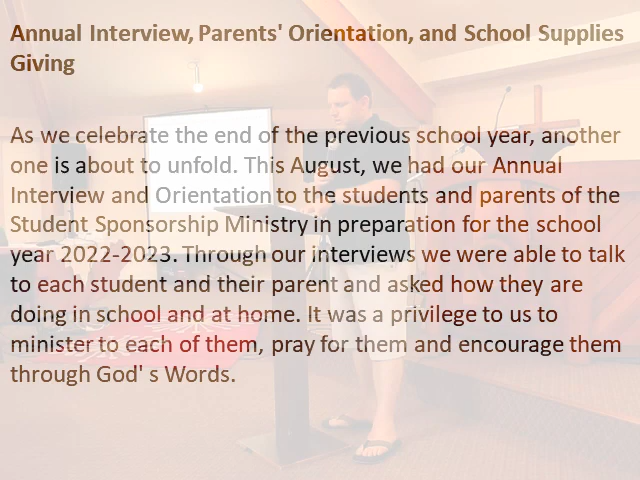 Annual Interview, Parents' Orientation, and School Supplies
Giving
As we celebrate the end of the previous school year, another
one is about to unfold. This August, we had our Annual
Interview and Orientation to the students and parents of the
Student Sponsorship Ministry in preparation for the school
year 2022-2023. Through our interviews we were able to talk
to each student and their parent and asked how they are
doing in school and at home. It was a privilege to us to
minister to each of them, pray for them and encourage them
through God' s Words.